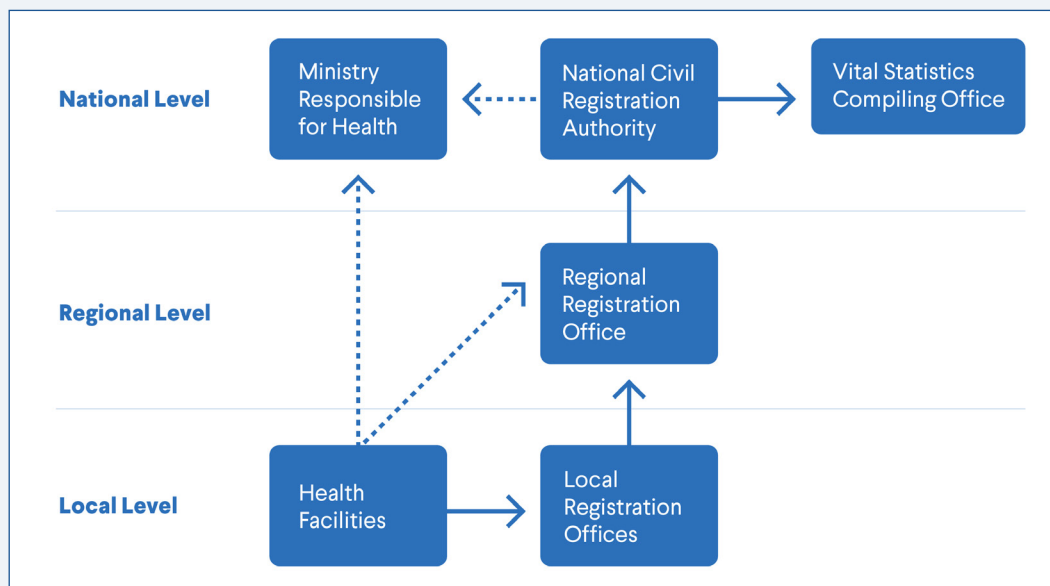 National Level
Ministry
Responsible
for Health
National Civil
Registration
Authority
Vital Statistics
Compiling Office
Regional Level
Regional
Registration
Office
Local Level
Health
Facilities
Local
Registration
Offices